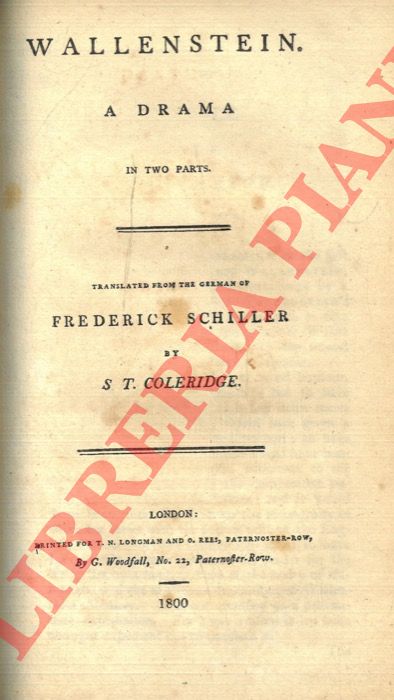 WALLENSTEIN.
A DRAMA
IN TWO PARTS.
TRANSLATED FROM THE GERMAN OF
FREDERICK SCHILLER
BY
S T. COLERIDGE.
LONDON:
PRINTED FOR T. N. LONGMAN AND O. REES, PATERNOSTER-ROW,
By G. Woodfall, No. 22, Paternoſter-Row.
1800
LIBRERIA PIANI